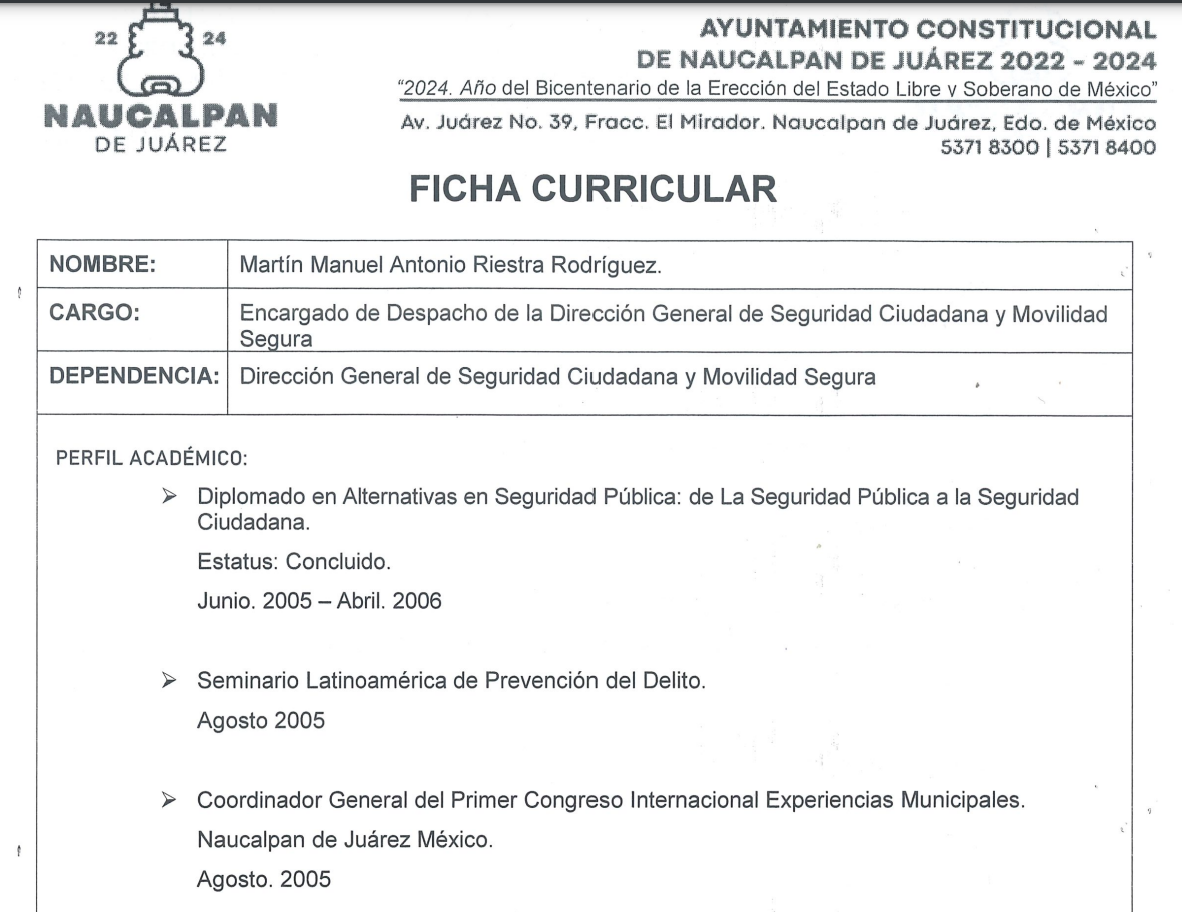 22 24
NAUCALPAN
DE JUÁREZ
AYUNTAMIENTO CONSTITUCIONAL
DE NAUCALPAN DE JUÁREZ 2022 - 2024
"2024. Año del Bicentenario de la Erección del Estado Libre y Soberano de México"
Av. Juárez No. 39, Fracc. El Mirador. Naucalpan de Juárez, Edo. de México
5371 8300 | 5371 8400
FICHA CURRICULAR
NOMBRE: Martín Manuel Antonio Riestra Rodríguez.
CARGO: Encargado de Despacho de la Dirección General de Seguridad Ciudadana y Movilidad
Segura
DEPENDENCIA: Dirección General de Seguridad Ciudadana y Movilidad Segura
PERFIL ACADÉMICO:
➢ Diplomado en Alternativas en Seguridad Pública: de La Seguridad Pública a la Seguridad
Ciudadana.
Estatus: Concluido.
Junio. 2005 – Abril. 2006
➢ Seminario Latinoamérica de Prevención del Delito.
Agosto 2005
➢ Coordinador General del Primer Congreso Internacional Experiencias Municipales.
Naucalpan de Juárez México.
Agosto. 2005